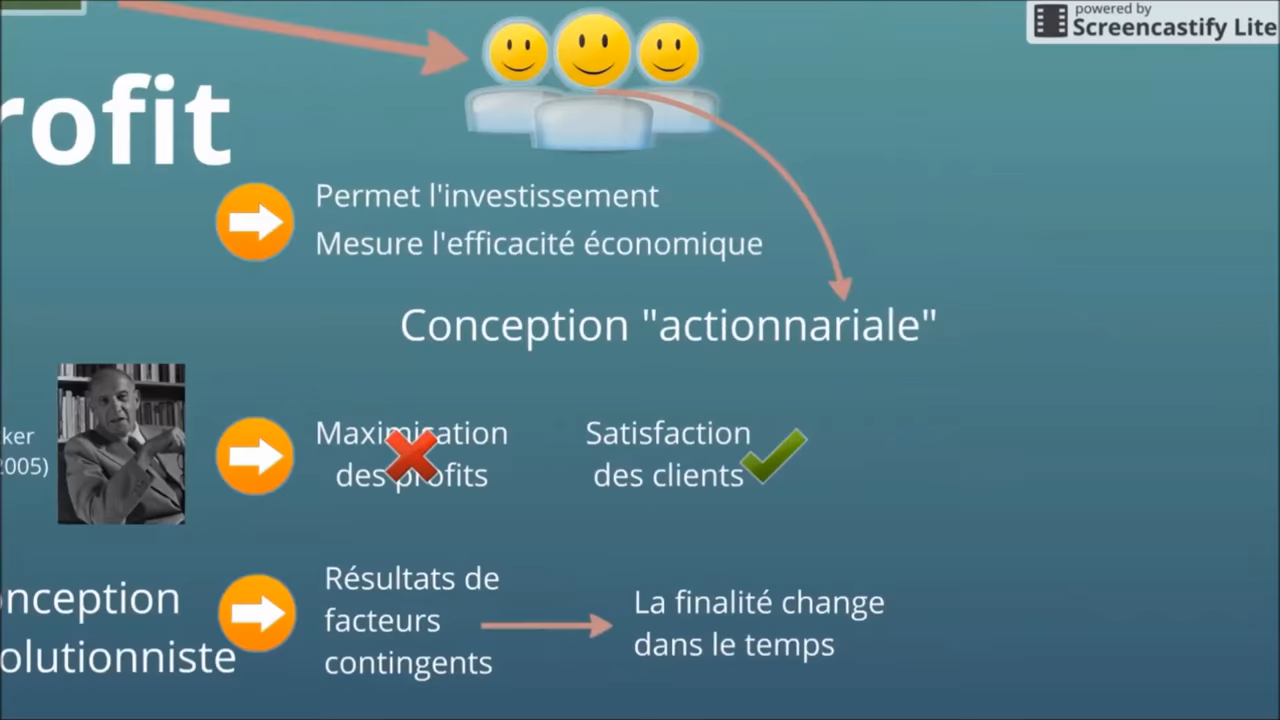 powered by
Screencastify Lite
rofit
Permet l'investissement
Mesure l'efficacité économique
Conception "actionnariale"
ker
2005)
Maximisation
des profits
Satisfaction
des clients
nception
olutionniste
Résultats de
facteurs
contingents
La finalité change
dans le temps